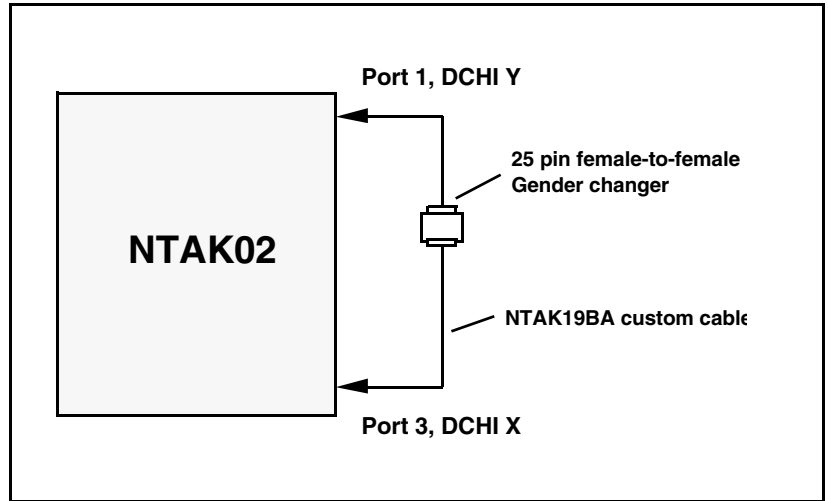 Port 1, DCHI Y
25 pin female-to-female
Gender changer
NTAK02
NTAK19BA custom cable
Port 3, DCHI X